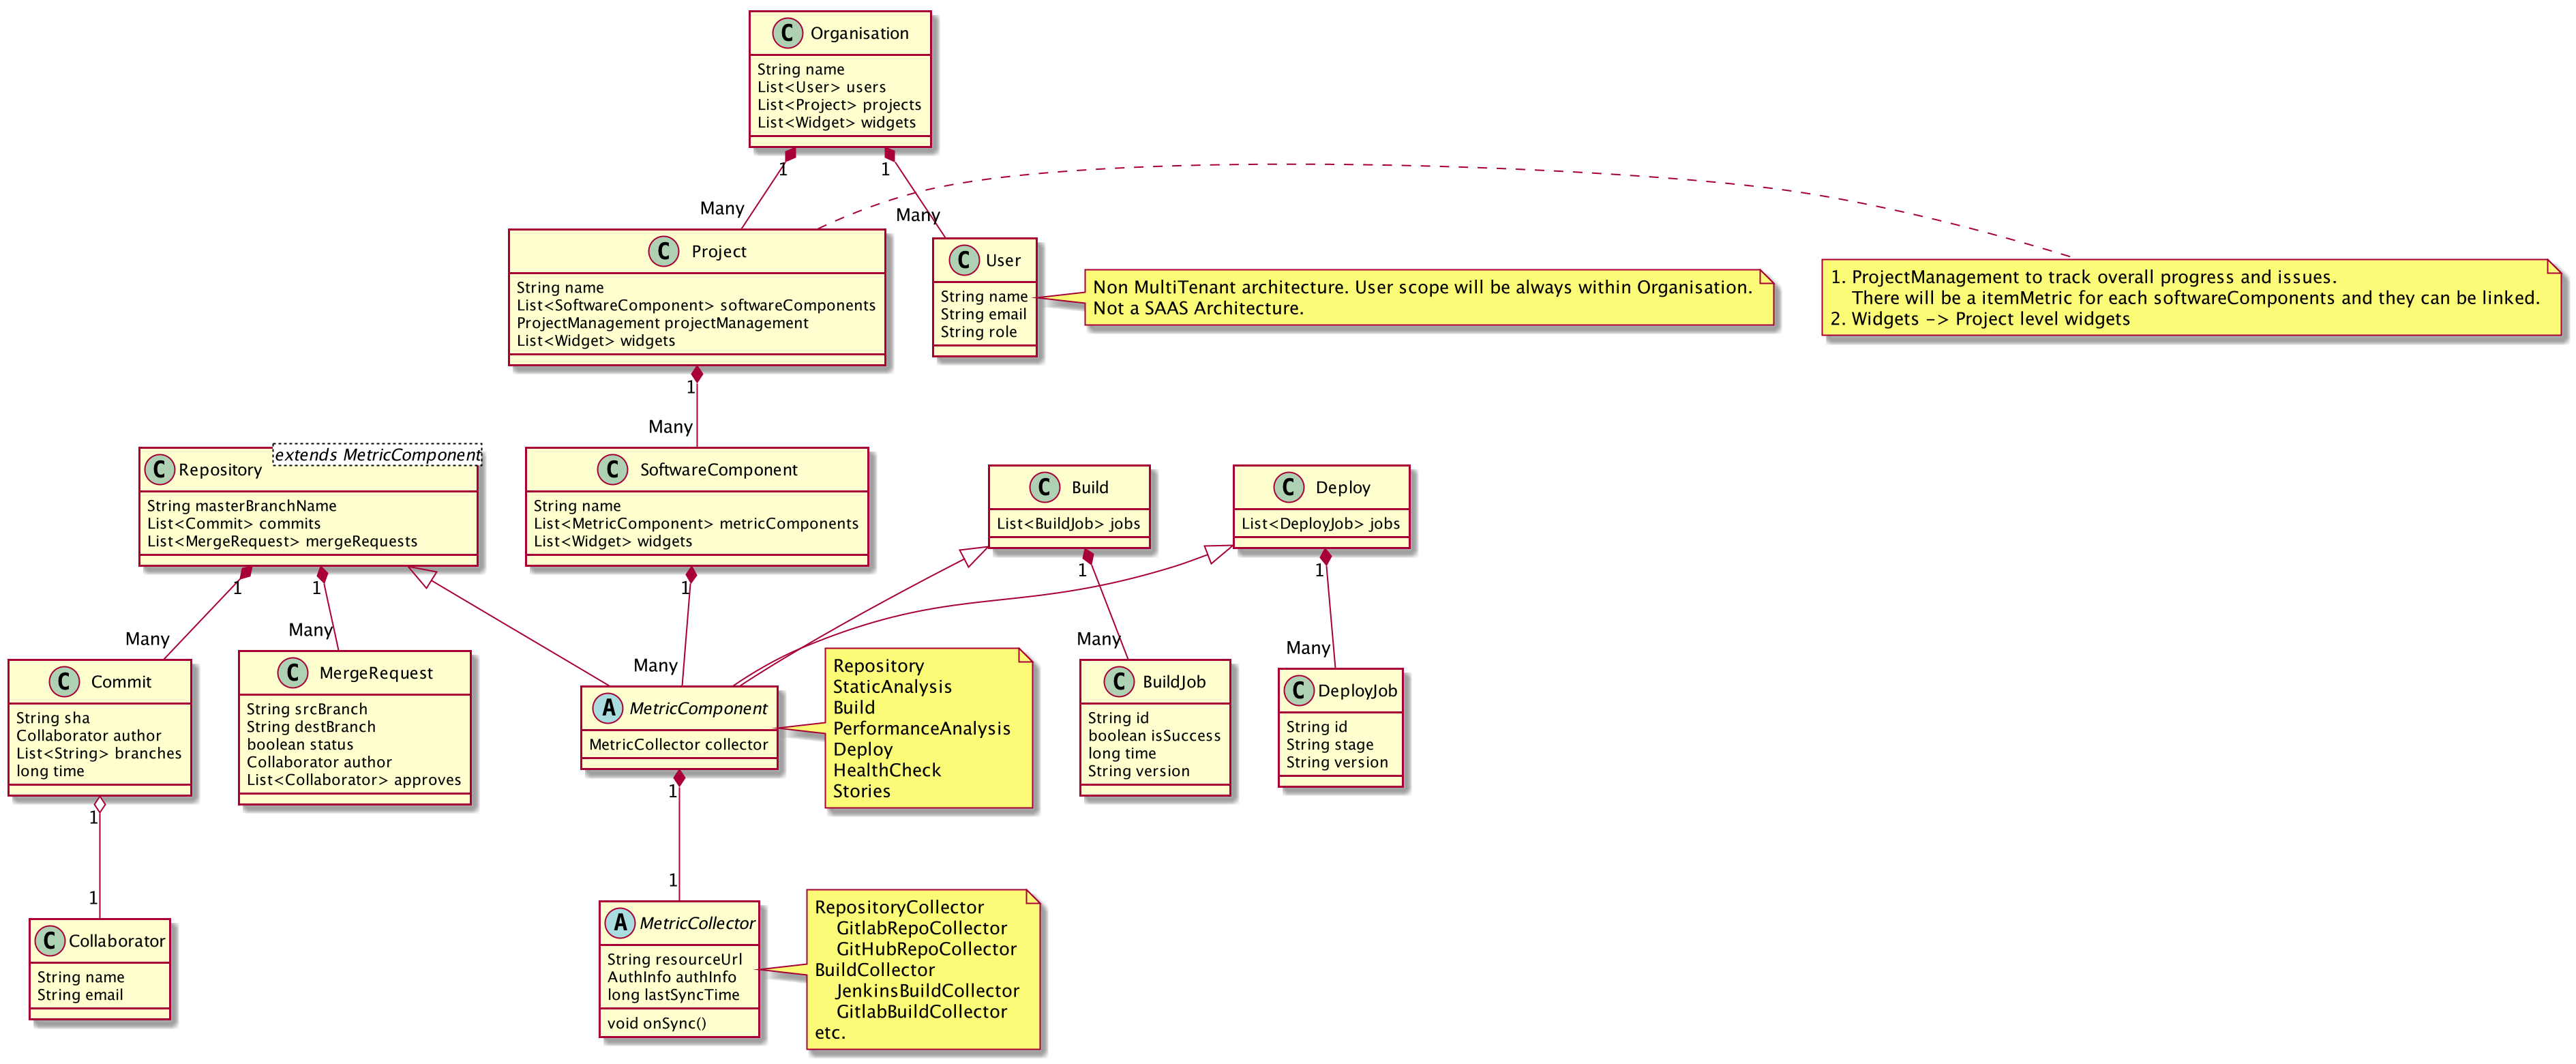 C Organisation
String name
List<User> users
List<Project> projects
List<Widget> widgets
1
1
Many
Many
C Project
String name
List<SoftwareComponent> softwareComponents
ProjectManagement projectManagement
List<Widget> widgets
C User
String name
String email
String role
Non MultiTenant architecture. User scope will be always within Organisation.
Not a SAAS Architecture.
1. ProjectManagement to track overall progress and issues.
There will be a itemMetric for each softwareComponents and they can be linked.
2. Widgets -> Project level widgets
1
Many
C Repository
extends MetricComponent
String masterBranchName
List<Commit> commits
List<MergeRequest> mergeRequests
C SoftwareComponent
String name
List<MetricComponent> metricComponents
List<Widget> widgets
C Build
List<BuildJob> jobs
C Deploy
List<DeployJob> jobs
1
1
1
1
1
Many
Many
Many
Many
Many
C Commit
String sha
Collaborator author
List<String> branches
long time
C MergeRequest
String srcBranch
String destBranch
boolean status
Collaborator author
List<Collaborator> approves
A MetricComponent
MetricCollector collector
Repository
StaticAnalysis
Build
PerformanceAnalysis
Deploy
HealthCheck
Stories
C BuildJob
String id
boolean isSuccess
long time
String version
C DeployJob
String id
String stage
String version
1
1
1
1
C Collaborator
String name
String email
A MetricCollector
String resourceUrl
AuthInfo authInfo
long lastSyncTime
void onSync()
RepositoryCollector
GitlabRepoCollector
GitHubRepoCollector
BuildCollector
JenkinsBuildCollector
GitlabBuildCollector
etc.